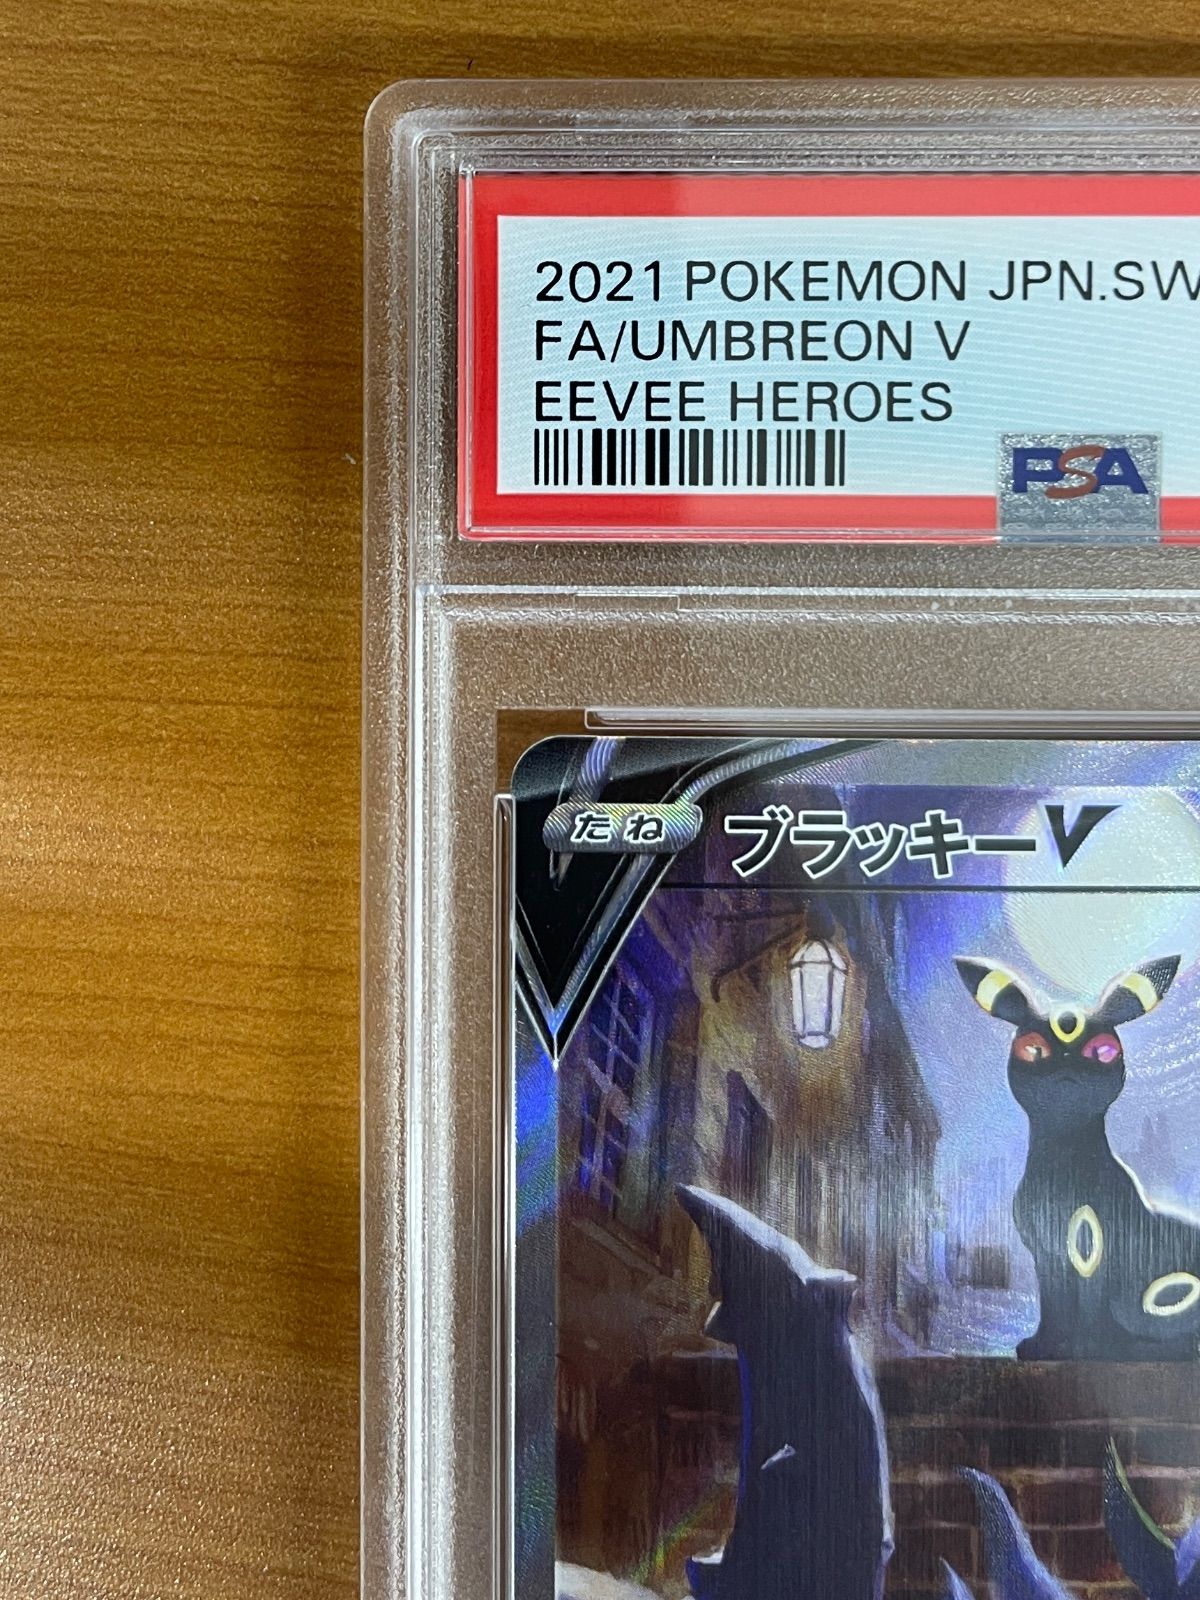 2021 POKEMON JPN.SW
FA/UMBREON V
EEVEE HEROES
PSA
たね ブラッキーV